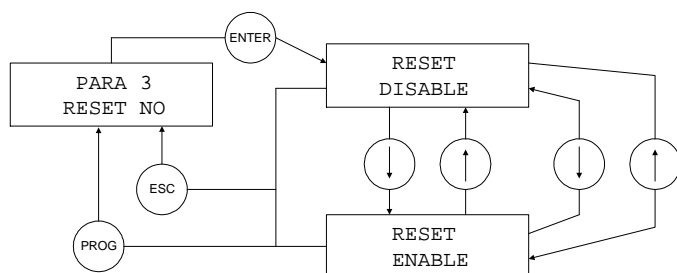 ENTER
PARA 3
RESET NO
RESET
DISABLE
ESC
PROG
RESET
ENABLE